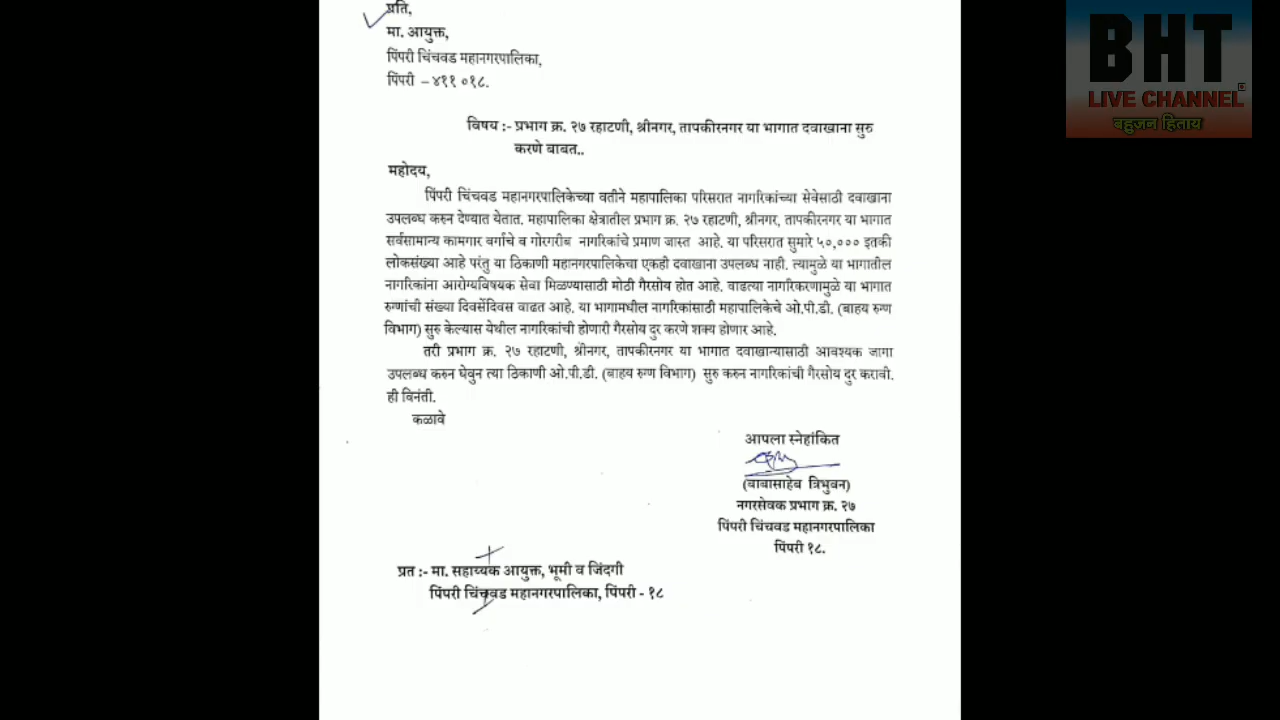 प्रति,
मा. आयुक्त,
पिंपरी चिंचवड महानगरपालिका,
पिंपरी – ४११ ०१८.
विषय :- प्रभाग क्र. २७ रहाटणी, श्रीनगर, तापकीरनगर या भागात दवाखाना सुरु
करणे बाबत..
महोदय,
पिंपरी चिंचवड महानगरपालिकेच्या वतीने महापालिका परिसरात नागरिकांच्या सेवेसाठी दवाखाना
उपलब्ध करुन देण्यात येतात. महापालिका क्षेत्रातील प्रभाग क्र. २७ रहाटणी, श्रीनगर, तापकीरनगर या भागात
सर्वसामान्य कामगार वर्गाचे व गोरगरीब नागरिकांचे प्रमाण जास्त आहे. या परिसरात सुमारे ५०,००० इतकी
लोकसंख्या आहे परंतु या ठिकाणी महानगरपालिकेचा एकही दवाखाना उपलब्ध नाही. त्यामुळे या भागातील
नागरिकांना आरोग्यविषयक सेवा मिळण्यासाठी मोठी गैरसोय होत आहे. वाढत्या नागरिकरणामुळे या भागात
रुग्णांची संख्या दिवसेंदिवस वाढत आहे. या भागामधील नागरिकांसाठी महापालिकेचे ओ.पी.डी. (बाहय रुग्ण
विभाग) सुरु केल्यास येथील नागरिकांची होणारी गैरसोय दुर करणे शक्य होणार आहे.
तरी प्रभाग क्र. २७ रहाटणी, श्रीनगर, तापकीरनगर या भागात दवाखान्यासाठी आवश्यक जागा
उपलब्ध करुन घेवुन त्या ठिकाणी ओ.पी.डी. (बाहय रुग्ण विभाग) सुरु करुन नागरिकांची गैरसोय दुर करावी.
ही विनंती.
कळावे
आपला स्नेहांकित
(बाबासाहेब त्रिभुवन)
नगरसेवक प्रभाग क्र. २७
पिंपरी चिंचवड महानगरपालिका
पिंपरी १८.
प्रत :- मा. सहाय्यक आयुक्त, भूमी व जिंदगी
पिंपरी चिंचवड महानगरपालिका, पिंपरी - १८
BHT
LIVE CHANNEL
बहुजन हिताय